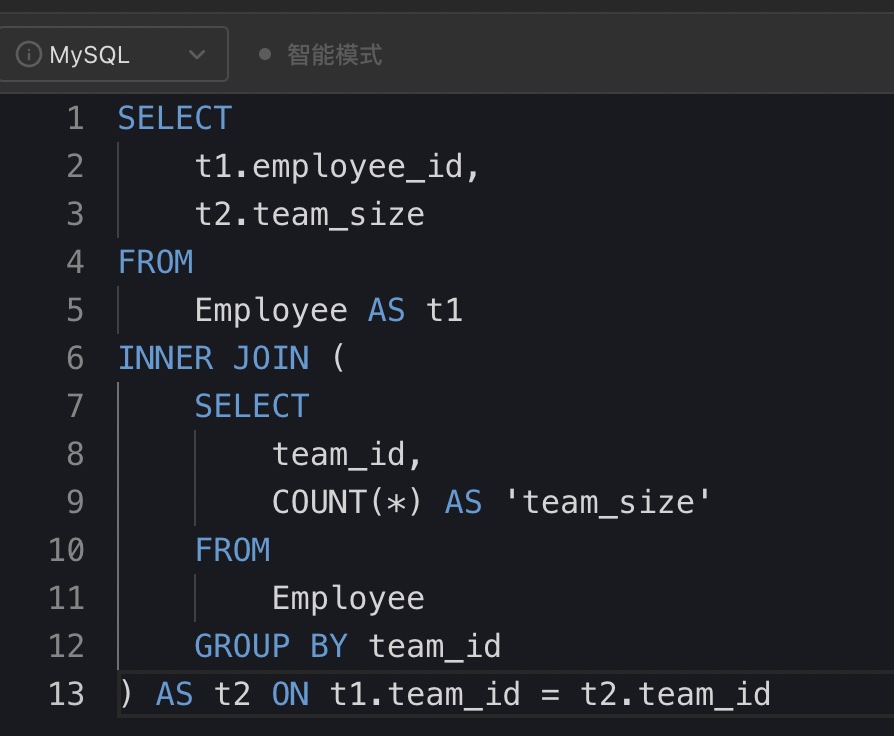 MySQL 智能模式
1 SELECT
2 t1.employee_id,
3 t2.team_size
4 FROM
5 Employee AS t1
6 INNER JOIN (
7 SELECT
8 team_id,
9 COUNT(*) AS 'team_size'
10 FROM
11 Employee
12 GROUP BY team_id
13 ) AS t2 ON t1.team_id = t2.team_id